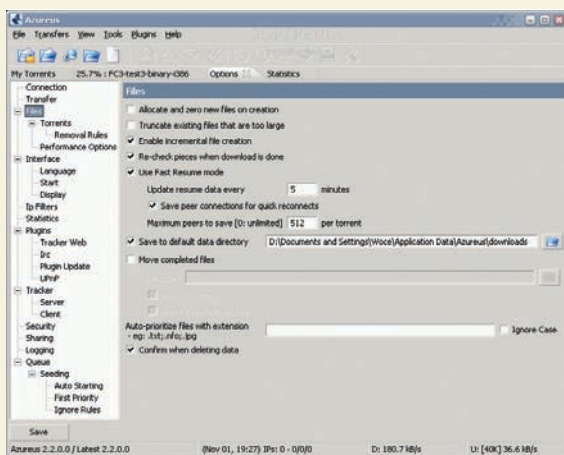 Azureus
File Transfers View Tools Plugins Help
My Torrents 25.7% : FC3-test3-binary-i386 Options Statistics
Connection
Transfer
Files
Torrents
Removal Rules
Performance Options
Interface
Language
Start
Display
Ip Filters
Statistics
Plugins
Tracker Web
Irc
Plugin Update
UPnP
Tracker
Server
Client
Security
Sharing
Logging
Queue
Seeding
Auto Starting
First Priority
Ignore Rules
Save
Files
Allocate and zero new files on creation
Truncate existing files that are too large
Enable incremental file creation
Re-check pieces when download is done
Use Fast Resume mode
Update resume data every 5 minutes
Save peer connections for quick reconnects
Maximum peers to save [0: unlimited] 512 per torrent
Save to default data directory D:\Documents and Settings\Woce\Application Data\Azureus\downloads
Move completed files
Auto-prioritize files with extension
- eg: .txt;.nfo;.jpg Ignore Case
Confirm when deleting data
Azureus 2.2.0.0 / Latest 2.2.0.0 (Nov 01, 19:27) IPs: 0 - 0/0/0 D: 180.7 kB/s U: [40K] 36.6 kB/s